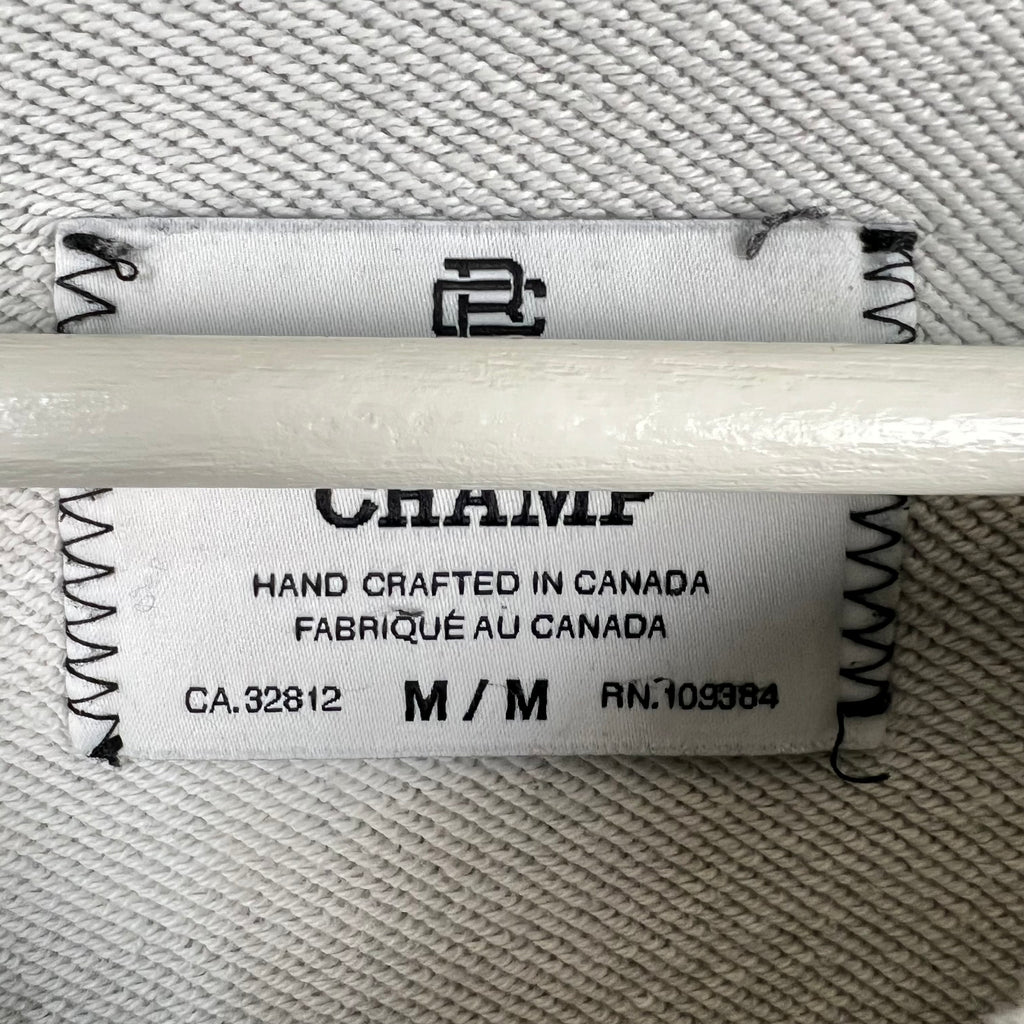 RC
CHAMP
HAND CRAFTED IN CANADA
FABRIQUÉ AU CANADA
CA.32812 M / M RN.109384